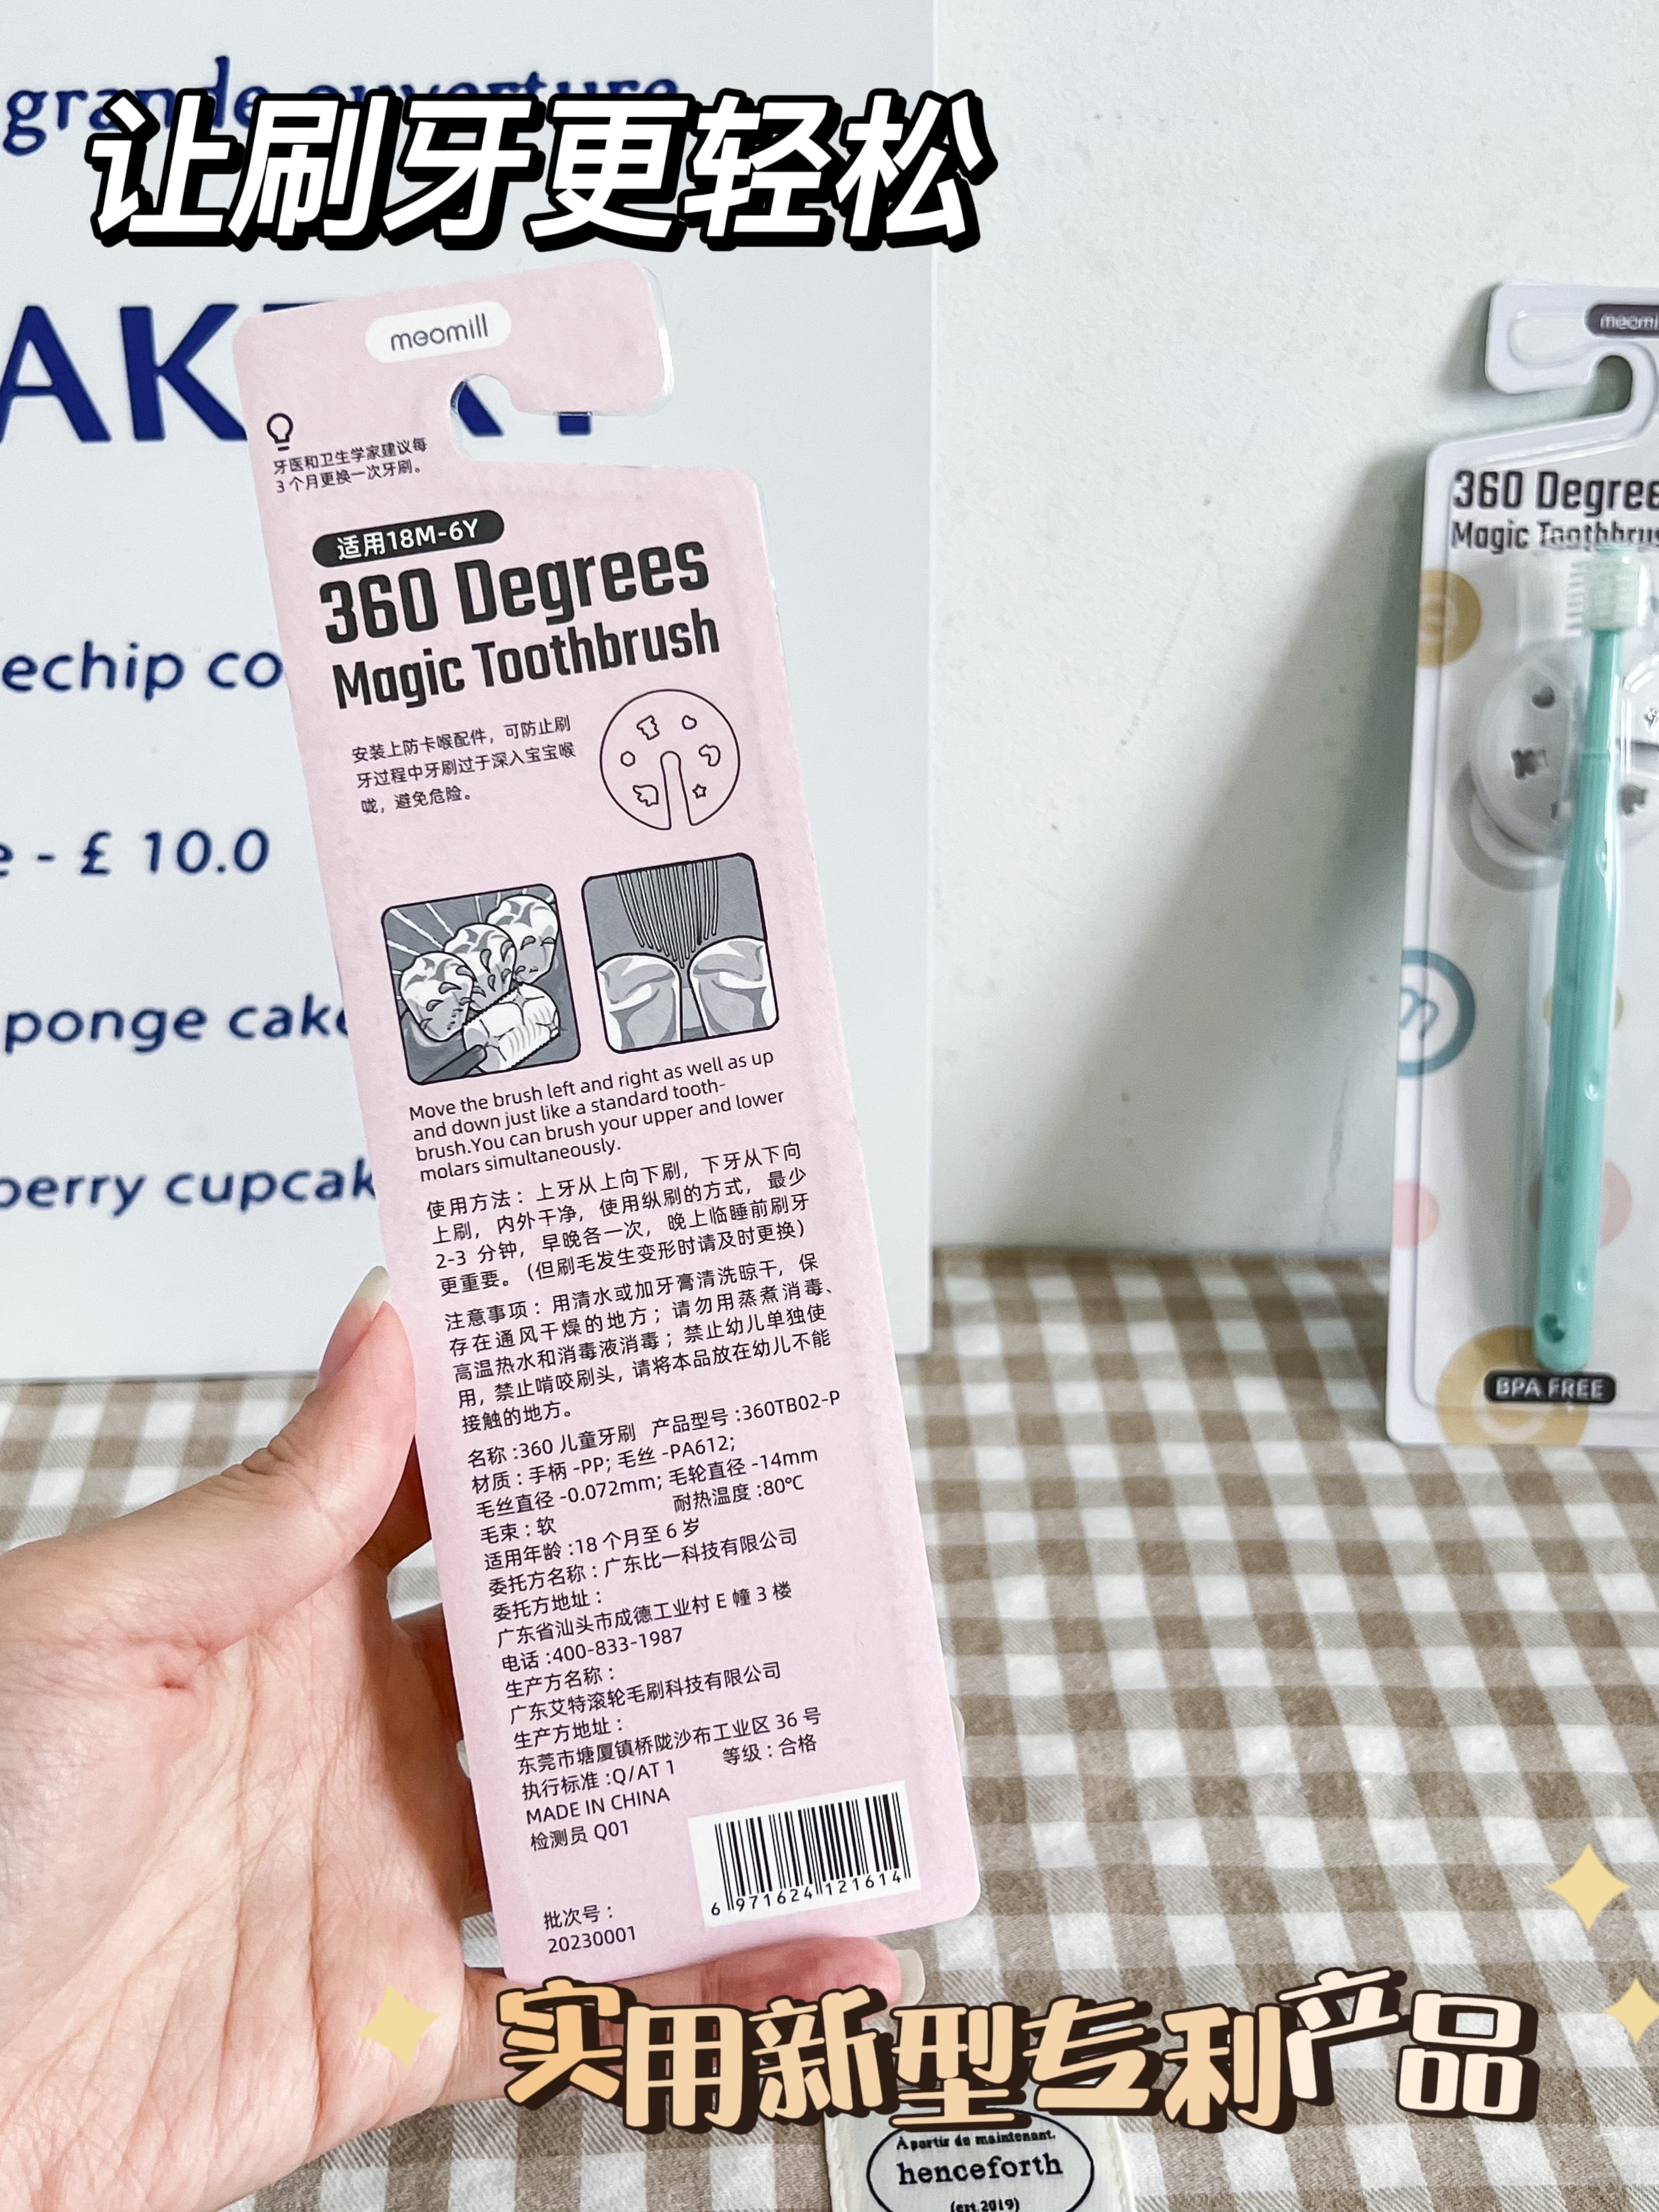 grande ouverture
让刷牙更轻松
meomill
牙医和卫生学家建议每
3 个月更换一次牙刷。
适用18M-6Y
360 Degrees
Magic Toothbrush
安装上防卡喉配件，可防止刷
牙过程中牙刷过于深入宝宝喉
咙，避免危险。
Move the brush left and right as well as up
and down just like a standard tooth-
brush.You can brush your upper and lower
molars simultaneously.
使用方法：上牙从上向下刷，下牙从下向
上刷，内外干净，使用纵刷的方式，最少
2-3 分钟，早晚各一次，晚上临睡前刷牙
更重要。（但刷毛发生变形时请及时更换）
注意事项：用清水或加牙膏清洗晾干，保
存在通风干燥的地方；请勿用蒸煮消毒、
高温热水和消毒液消毒；禁止幼儿单独使
用，禁止啃咬刷头，请将本品放在幼儿不能
接触的地方。
名称 :360 儿童牙刷 产品型号 :360TB02-P
材质：手柄 -PP; 毛丝 -PA612;
毛丝直径 -0.072mm; 毛轮直径 -14mm
毛束：软 耐热温度 :80℃
适用年龄 :18 个月至 6 岁
委托方名称：广东比一科技有限公司
委托方地址：
广东省汕头市成德工业村 E 幢 3 楼
电话 :400-833-1987
生产方名称：
广东艾特滚轮毛刷科技有限公司
生产方地址：
东莞市塘厦镇桥陇沙布工业区 36 号
执行标准 :Q/AT 1 等级：合格
MADE IN CHINA
检测员 Q01
批次号：
20230001
6 971624 121614
echip co
e - £ 10.0
ponge cake
berry cupcak
360 Degree
Magic Toothbrus
BPA FREE
实用新型专利产品
À partir de maintenant.
henceforth
(est.2019)